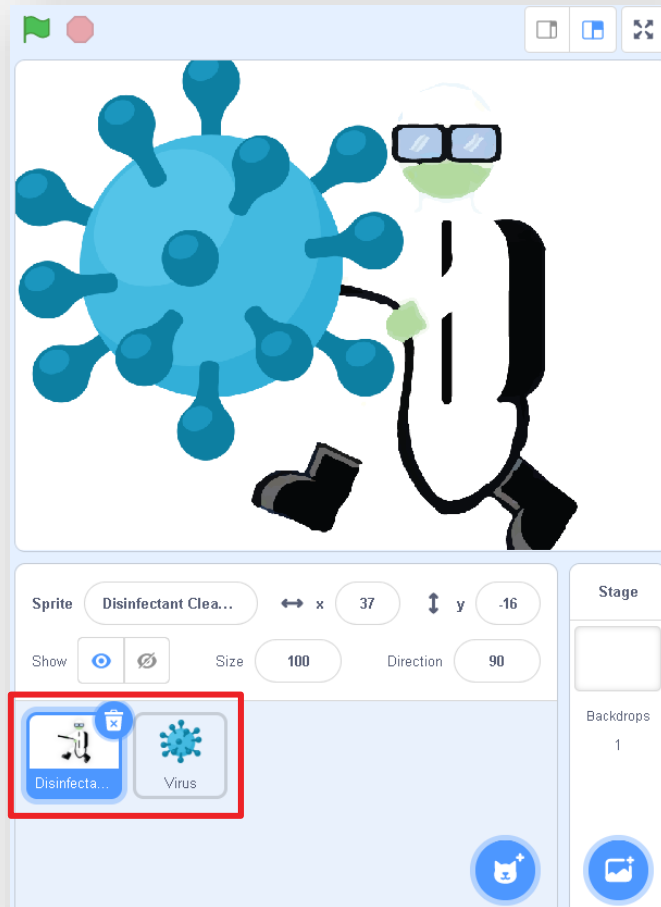 Sprite Disinfectant Clea... x 37 y -16
Show Size 100 Direction 90
Disinfecta... Virus
Stage
Backdrops
1